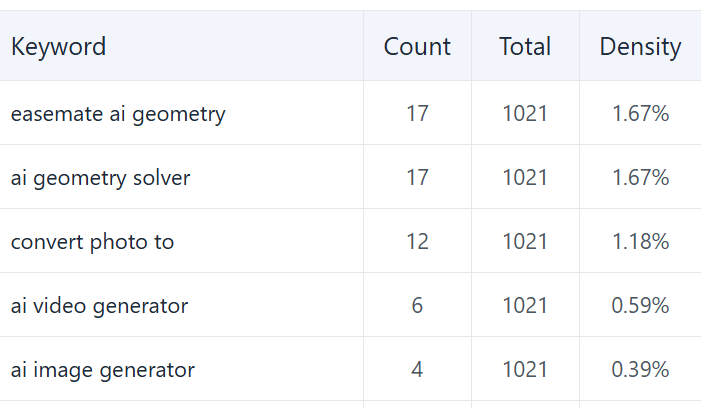 Keyword Count Total Density
easemate ai geometry 17 1021 1.67%
ai geometry solver 17 1021 1.67%
convert photo to 12 1021 1.18%
ai video generator 6 1021 0.59%
ai image generator 4 1021 0.39%